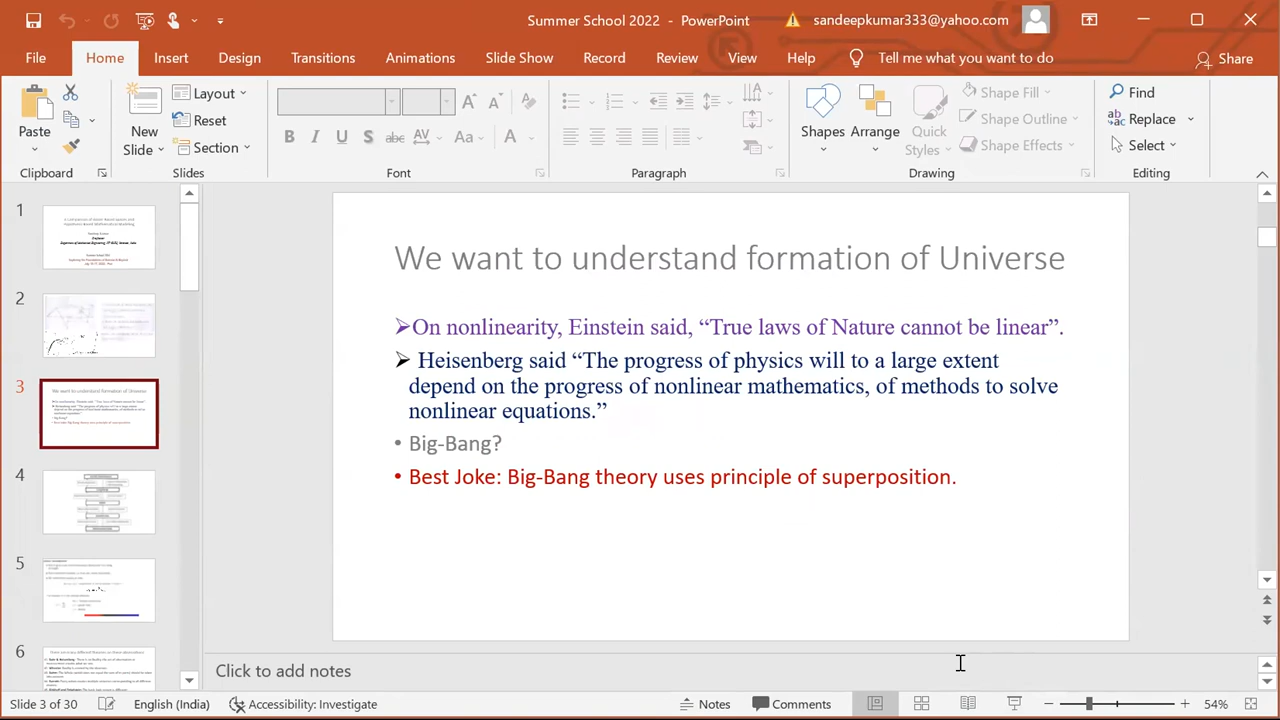 Summer School 2022 - PowerPoint
sandeepkumar333@yahoo.com
File Home Insert Design Transitions Animations Slide Show Record Review View Help Tell me what you want to do Share
Paste
New Slide
Layout
Reset
Section
Shapes
Arrange
Quick Styles
Shape Fill
Shape Outline
Shape Effects
Find
Replace
Select
Clipboard Slides Font Paragraph Drawing Editing
1
2
3
4
5
6
We want to understand formation of Universe
➢On nonlinearity, Einstein said, “True laws of Nature cannot be linear”.
➢ Heisenberg said “The progress of physics will to a large extent
depend on the progress of nonlinear mathematics, of methods to solve
nonlinear equations.”
• Big-Bang?
• Best Joke: Big-Bang theory uses principle of superposition.
Click to add notes
Slide 3 of 30 English (India) Accessibility: Investigate Notes Comments 54%